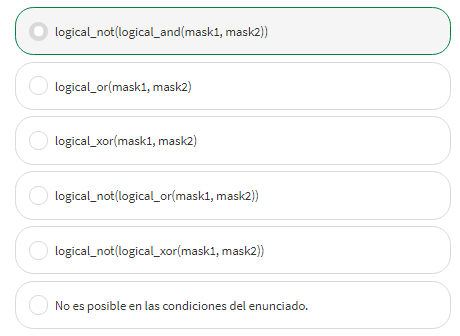 logical_not(logical_and(mask1, mask2))
logical_or(mask1, mask2)
logical_xor(mask1, mask2)
logical_not(logical_or(mask1, mask2))
logical_not(logical_xor(mask1, mask2))
No es posible en las condiciones del enunciado.